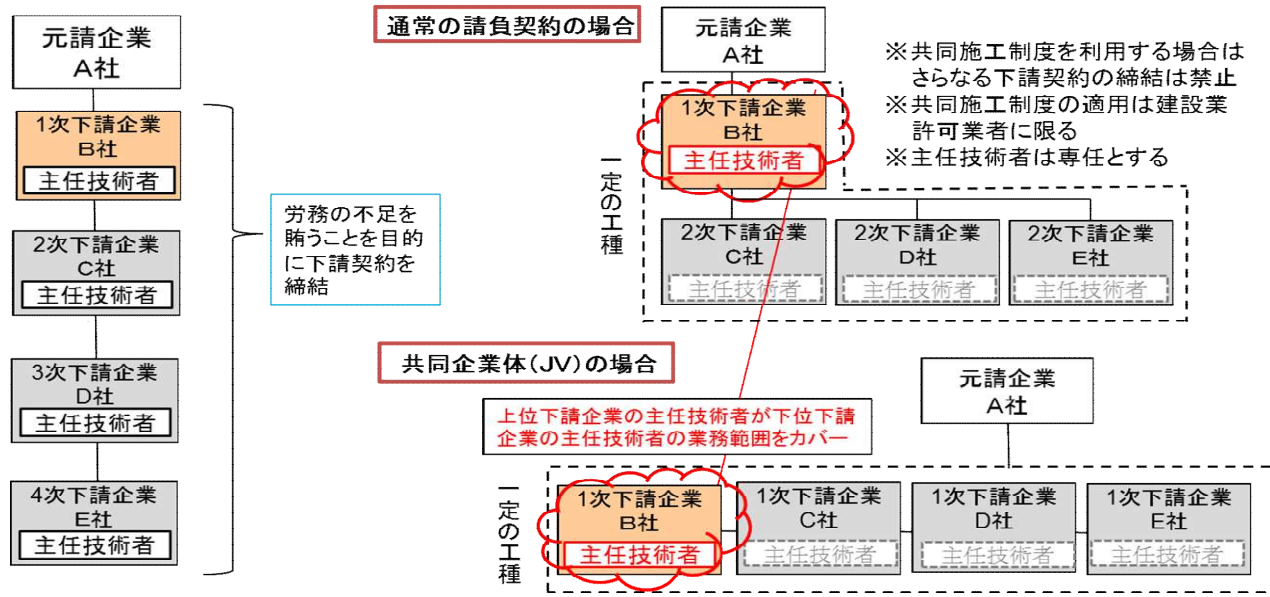 元請企業
A社
1次下請企業
B社
主任技術者
2次下請企業
C社
主任技術者
3次下請企業
D社
主任技術者
4次下請企業
E社
主任技術者
労務の不足を
賄うことを目的
に下請契約を
締結
通常の請負契約の場合
元請企業
A社
※共同施工制度を利用する場合は
さらなる下請契約の締結は禁止
※共同施工制度の適用は建設業
許可業者に限る
※主任技術者は専任とする
一定の工種
1次下請企業
B社
主任技術者
2次下請企業
C社
主任技術者
2次下請企業
D社
主任技術者
2次下請企業
E社
主任技術者
共同企業体(JV)の場合
元請企業
A社
上位下請企業の主任技術者が下位下請
企業の主任技術者の業務範囲をカバー
一定の工種
1次下請企業
B社
主任技術者
1次下請企業
C社
主任技術者
1次下請企業
D社
主任技術者
1次下請企業
E社
主任技術者